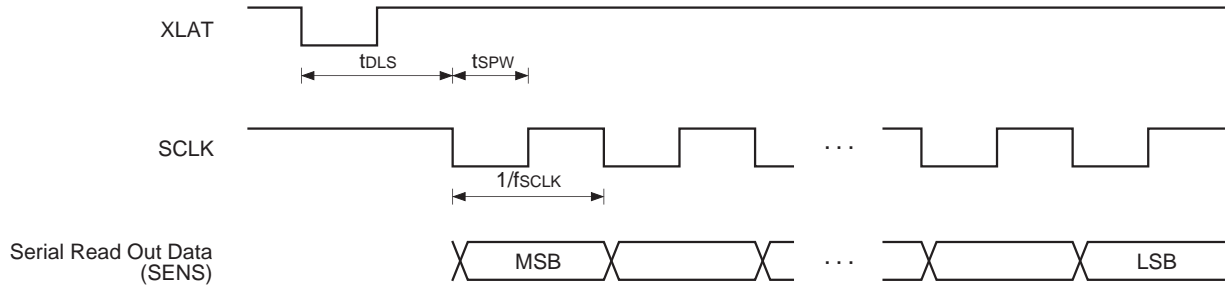 XLAT
tDLS
tSPW
SCLK
...
1/fSCLK
Serial Read Out Data
(SENS)
MSB
...
LSB